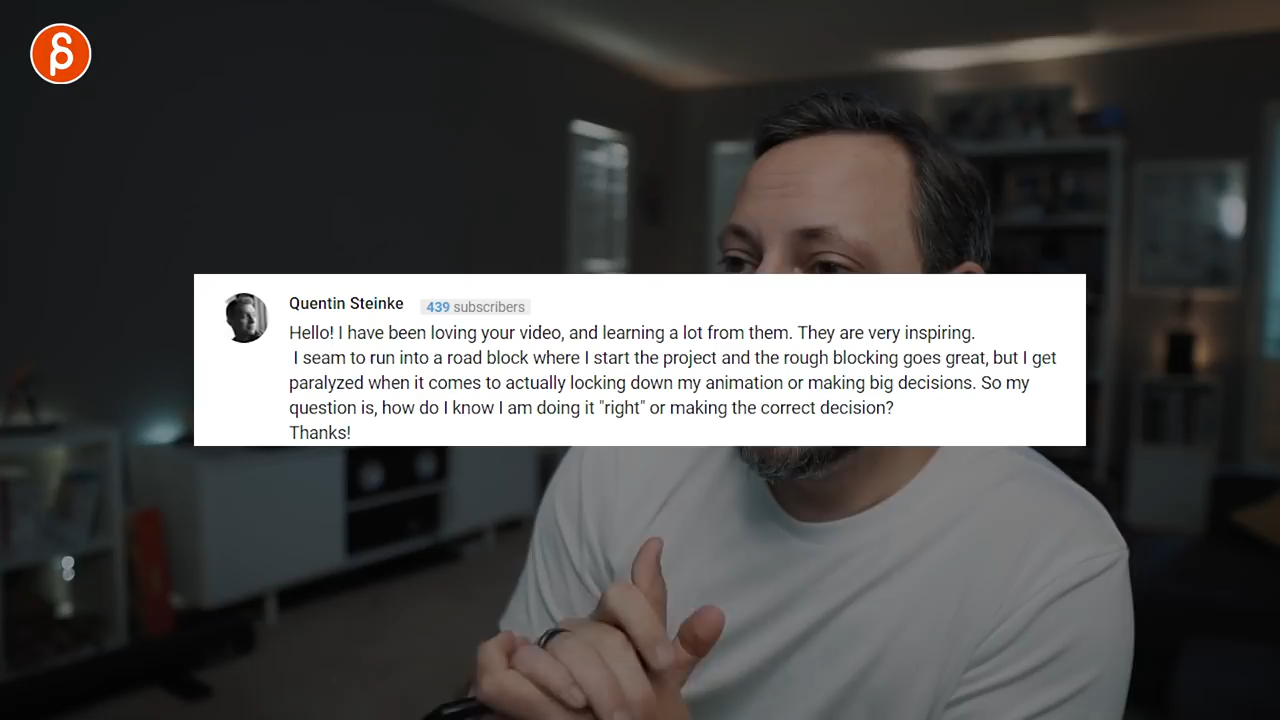 Quentin Steinke 439 subscribers
Hello! I have been loving your video, and learning a lot from them. They are very inspiring.
I seam to run into a road block where I start the project and the rough blocking goes great, but I get
paralyzed when it comes to actually locking down my animation or making big decisions. So my
question is, how do I know I am doing it "right" or making the correct decision?
Thanks!